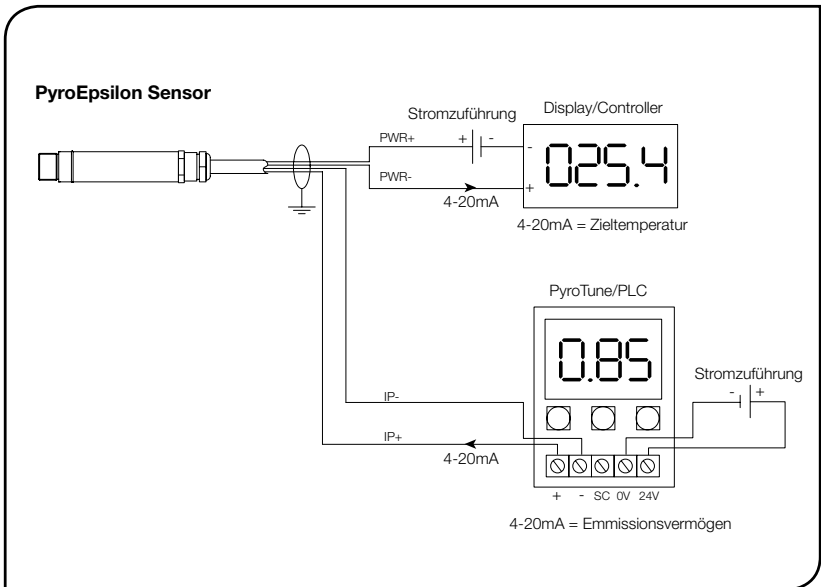 PyroEpsilon Sensor
Stromzuführung
Display/Controller
PWR+
+
-
-
025.4
PWR-
+
4-20mA
4-20mA = Zieltemperatur
PyroTune/PLC
0.85
Stromzuführung
- +
IP-
IP+
4-20mA
+ - SC 0V 24V
4-20mA = Emmissionsvermögen